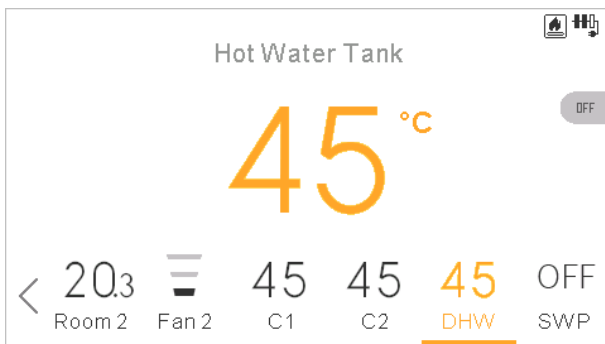 Hot Water Tank
45 °C
OFF
20.3 45 45 45 OFF
Room 2 Fan 2 C1 C2 DHW SWP